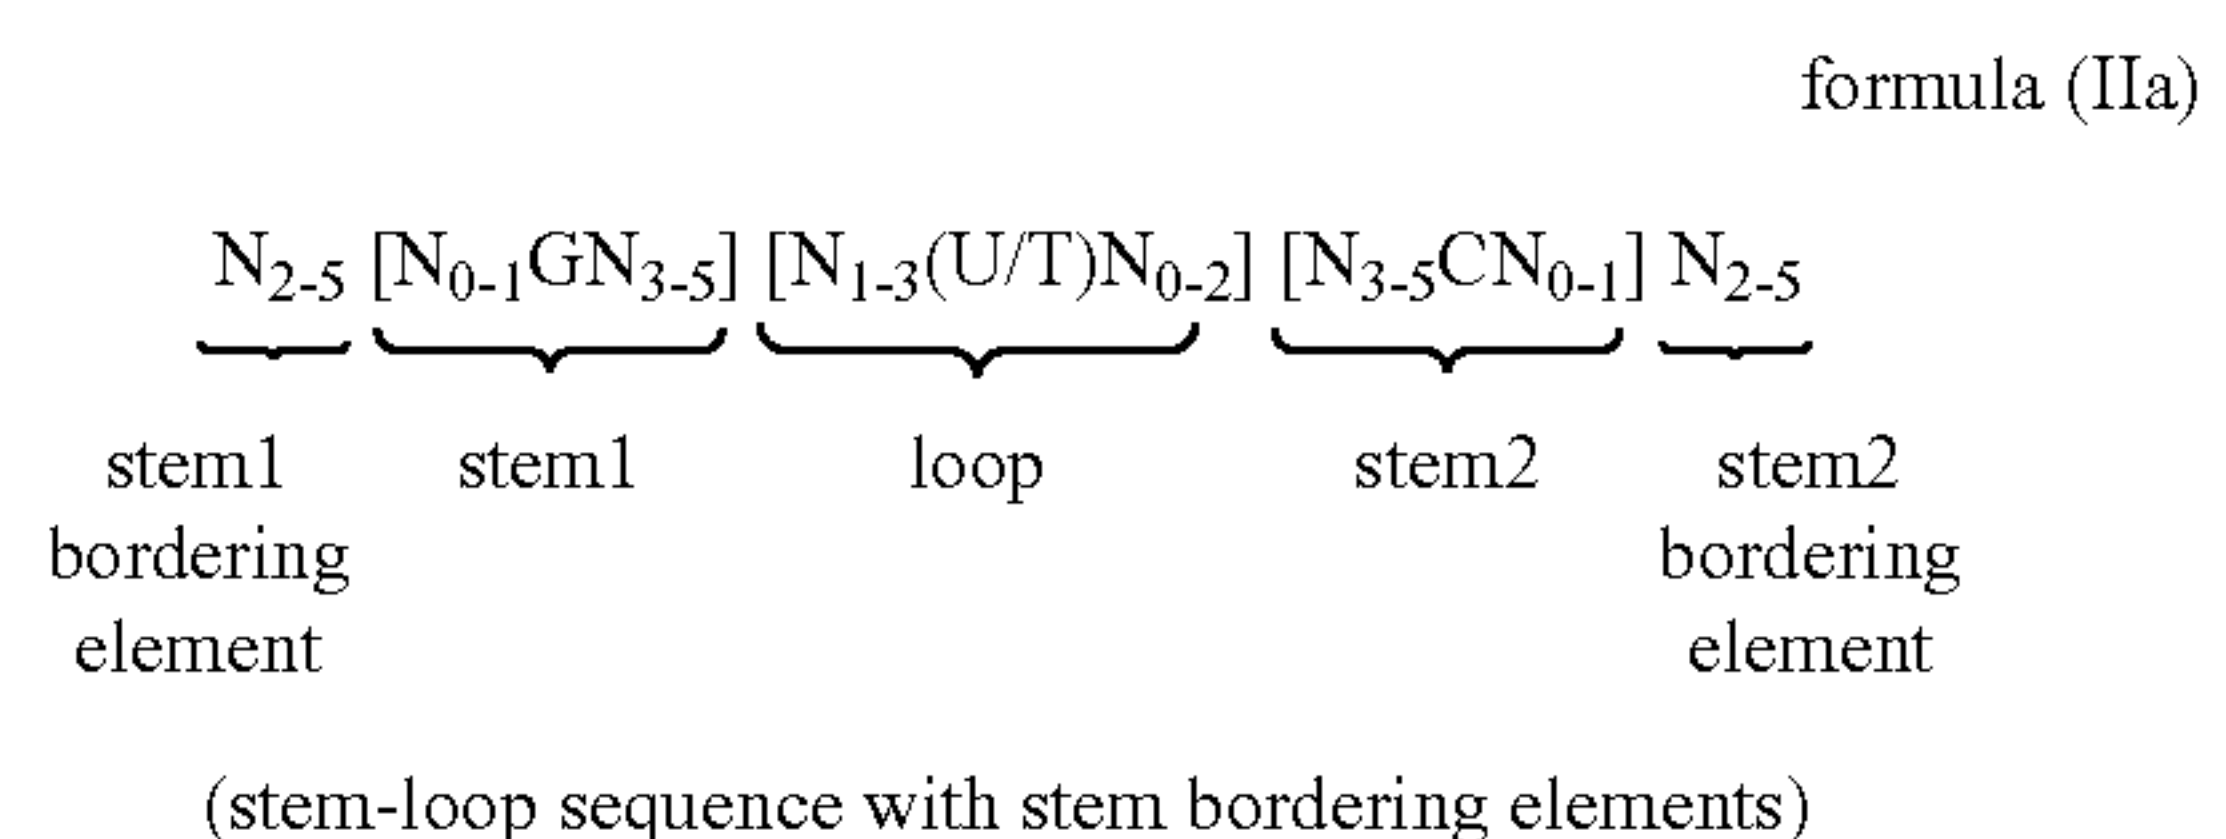 formula (IIa)
N2-5 [N0-1GN3-5] [N1-3(U/T)N0-2] [N3-5CN0-1] N2-5
stem1 stem1 loop stem2 stem2
bordering bordering
element element
(stem-loop sequence with stem bordering elements)